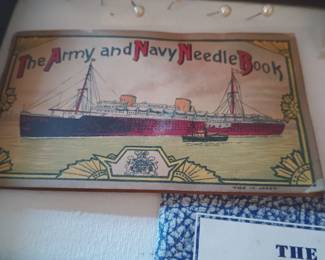 The Army and Navy Needle Book
MADE IN JAPAN
THE